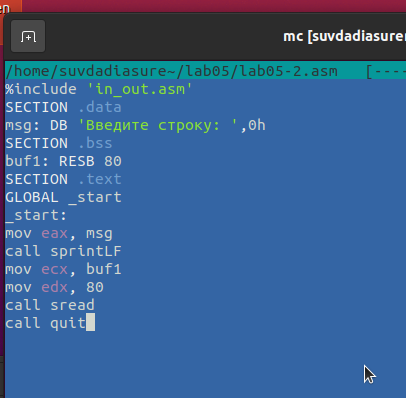 en
mc [suvdadiasure
/home/suvdadiasure~/lab05/lab05-2.asm [----
%include 'in_out.asm'
SECTION .data
msg: DB 'Введите строку: ',0h
SECTION .bss
buf1: RESB 80
SECTION .text
GLOBAL _start
_start:
mov eax, msg
call sprintLF
mov ecx, buf1
mov edx, 80
call sread
call quit